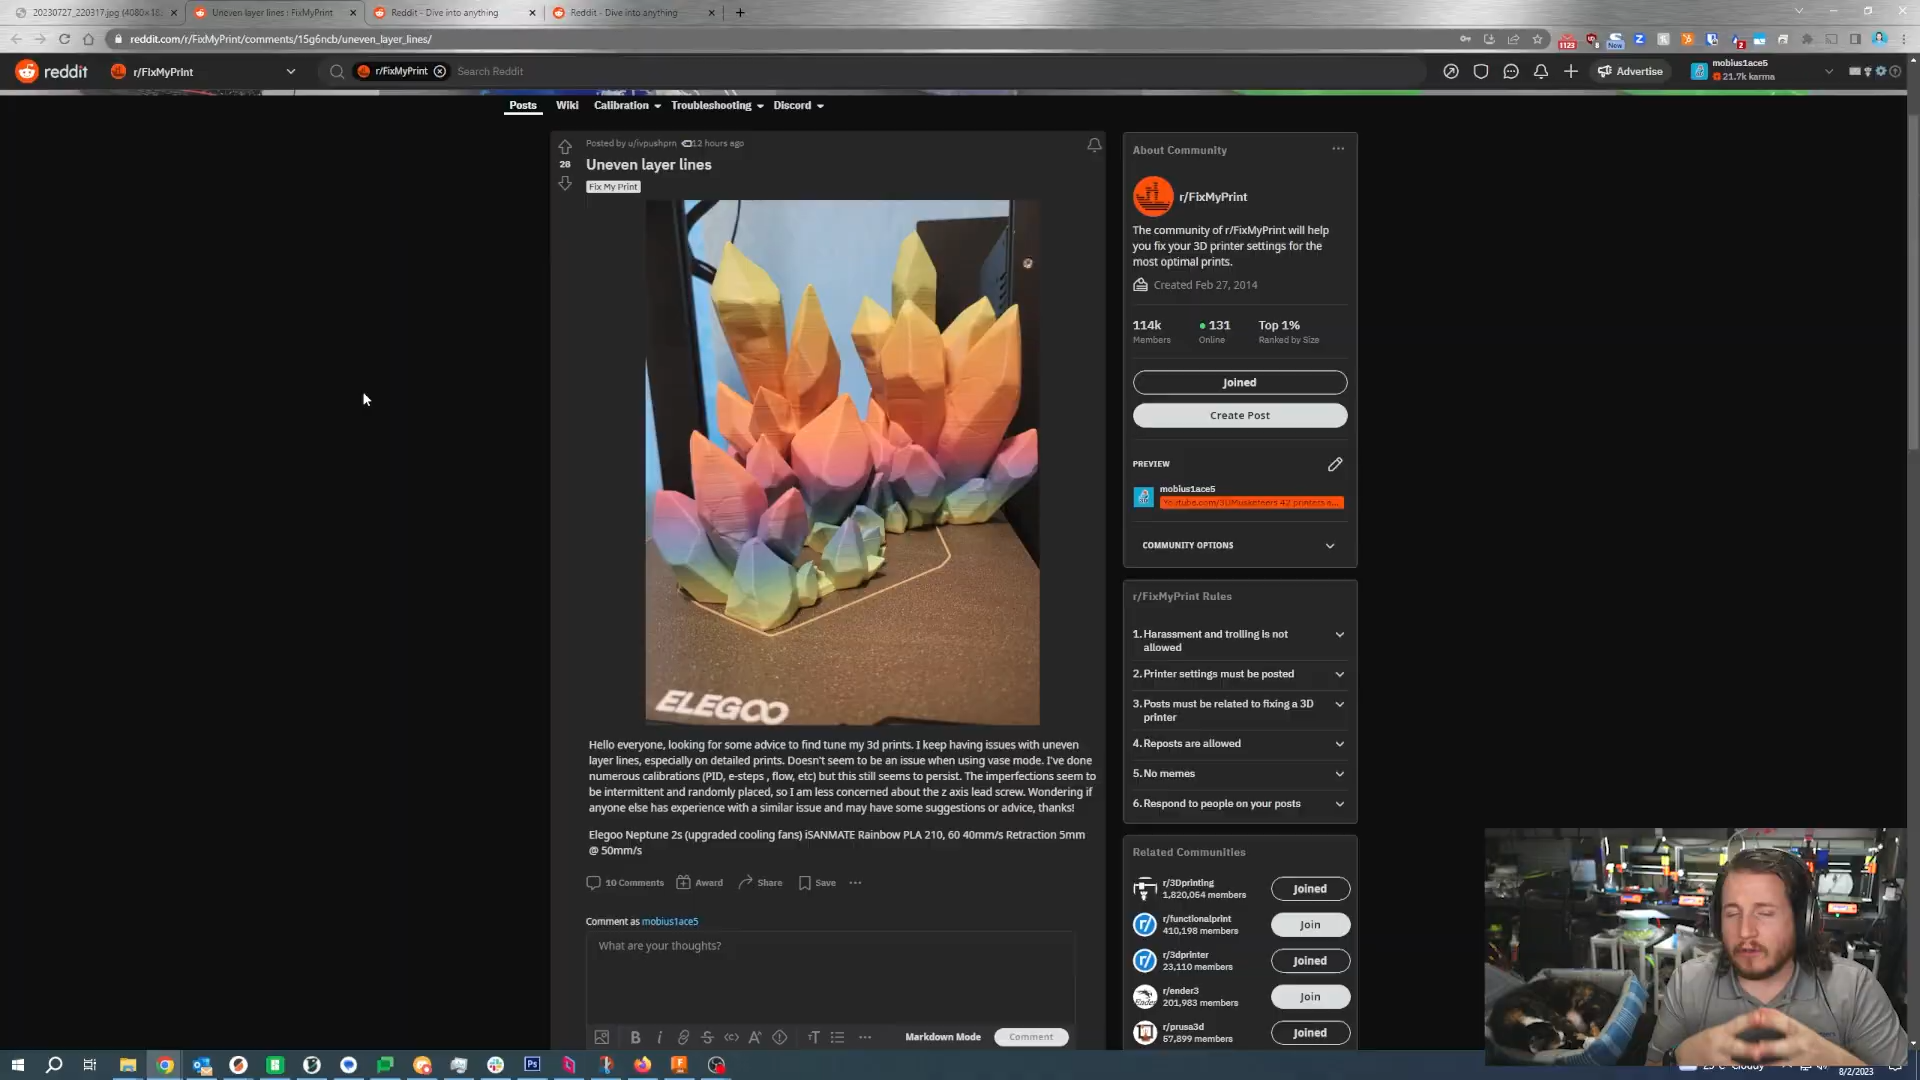 20230727_220317.jpg (4080×18
Uneven layer lines : FixMyPrint
Reddit - Dive into anything
Reddit - Dive into anything
reddit.com/r/FixMyPrint/comments/15g6ncb/uneven_layer_lines/
reddit
r/FixMyPrint
r/FixMyPrint
Search Reddit
Advertise
mobius1ace5
21.7k karma
Posts
Wiki
Calibration
Troubleshooting
Discord
Posted by u/ivpushprn 12 hours ago
28
Uneven layer lines
Fix My Print
ELEGOO
Hello everyone, looking for some advice to find tune my 3d prints. I keep having issues with uneven
layer lines, especially on detailed prints. Doesn't seem to be an issue when using vase mode. I've done
numerous calibrations (PID, e-steps , flow, etc) but this still seems to persist. The imperfections seem to
be intermittent and randomly placed, so I am less concerned about the z axis lead screw. Wondering if
anyone else has experience with a similar issue and may have some suggestions or advice, thanks!
Elegoo Neptune 2s (upgraded cooling fans) iSANMATE Rainbow PLA 210, 60 40mm/s Retraction 5mm
@ 50mm/s
10 Comments
Award
Share
Save
Comment as mobius1ace5
What are your thoughts?
Markdown Mode
Comment
About Community
r/FixMyPrint
The community of r/FixMyPrint will help
you fix your 3D printer settings for the
most optimal prints.
Created Feb 27, 2014
114k
131
Top 1%
Members
Online
Ranked by Size
Joined
Create Post
PREVIEW
mobius1ace5
Youtube.com/3DMusketeers 42 printers a...
COMMUNITY OPTIONS
r/FixMyPrint Rules
1. Harassment and trolling is not
allowed
2. Printer settings must be posted
3. Posts must be related to fixing a 3D
printer
4. Reposts are allowed
5. No memes
6. Respond to people on your posts
Related Communities
r/3Dprinting
1,820,064 members
Joined
r/functionalprint
410,198 members
Join
r/3dprinter
23,110 members
Joined
r/ender3
201,983 members
Join
r/prusa3d
57,899 members
Joined
8/2/2023